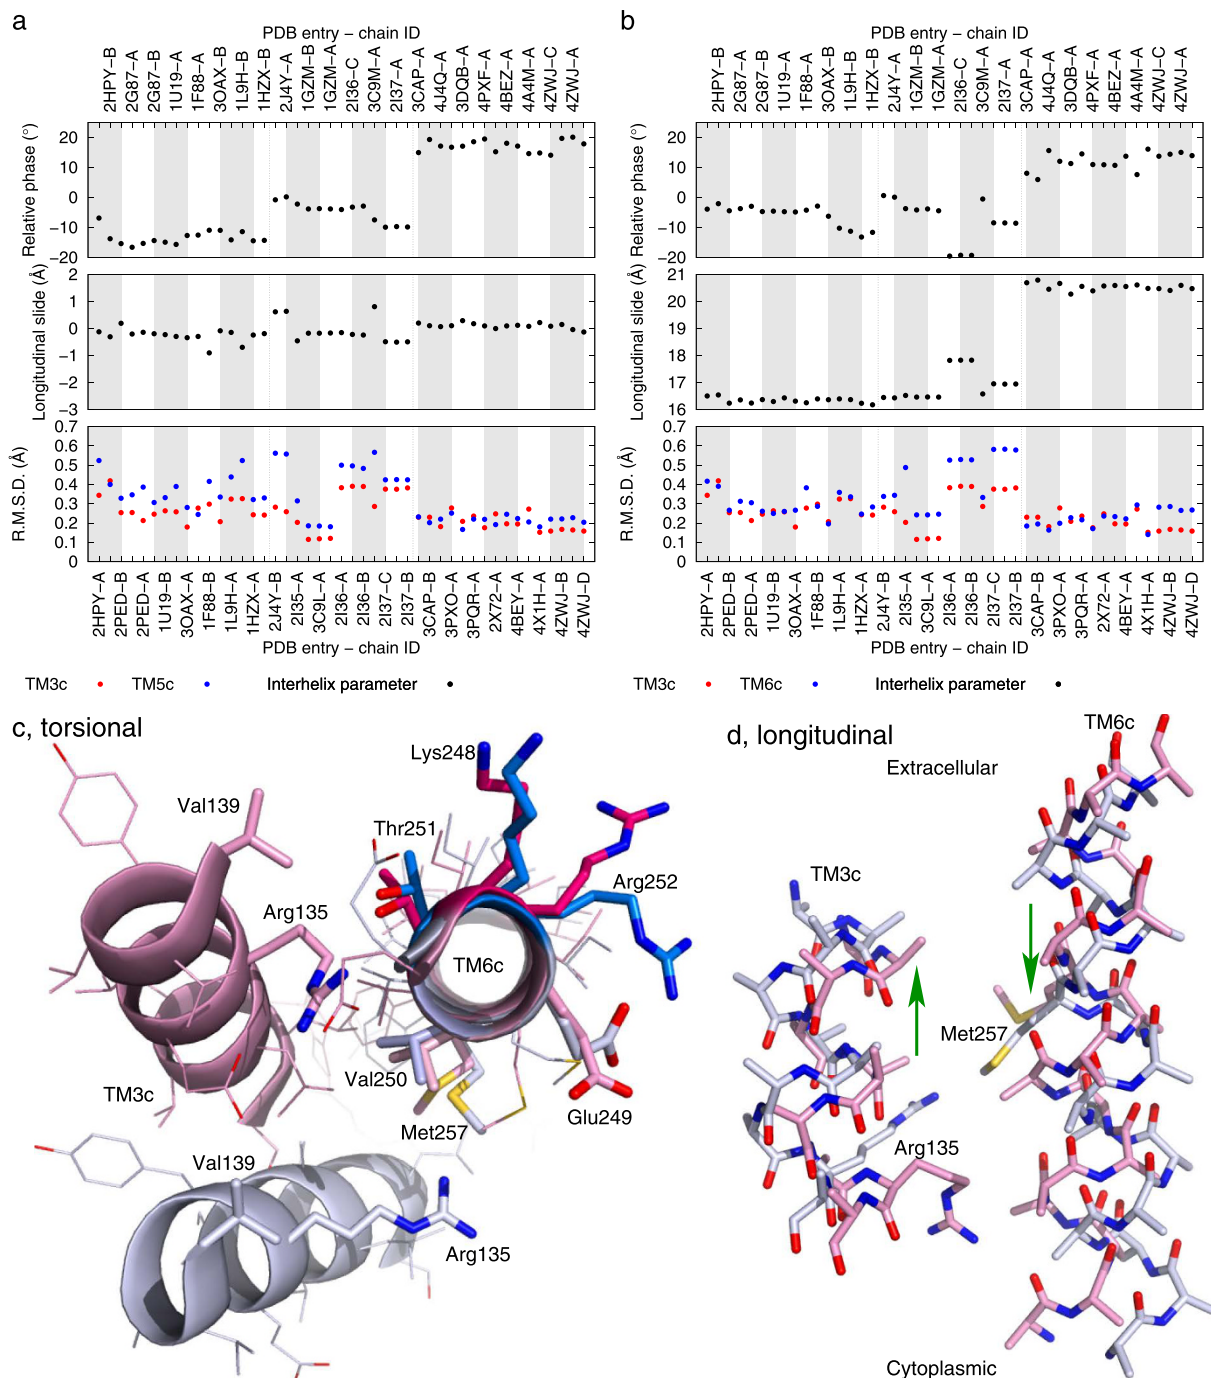 a
PDB entry – chain ID
2HPY–B 2G87–A 2G87–B 1U19–A 1F88–A 3OAX–B 1L9H–B 1HZX–B 2J4Y–A 1GZM–B 1GZM–A 2I36–C 3C9M–A 2I37–A 3CAP–A 4J4Q–A 3DQB–A 4PXF–A 4BEZ–A 4A4M–A 4ZWJ–C 4ZWJ–A
Relative phase (°)
20
10
0
−10
−20
Longitudinal slide (Å)
2
1
0
−1
−2
−3
R.M.S.D. (Å)
0.7
0.6
0.5
0.4
0.3
0.2
0.1
0
2HPY–A 2PED–B 2PED–A 1U19–B 3OAX–A 1F88–B 1L9H–A 1HZX–A 2J4Y–B 2I35–A 3C9L–A 2I36–A 2I36–B 2I37–C 2I37–B 3CAP–B 3PXO–A 3PQR–A 2X72–A 4BEY–A 4X1H–A 4ZWJ–B 4ZWJ–D
PDB entry – chain ID
TM3c TM5c Interhelix parameter
b
PDB entry – chain ID
2HPY–B 2G87–A 2G87–B 1U19–A 1F88–A 3OAX–B 1L9H–B 1HZX–B 2J4Y–A 1GZM–B 1GZM–A 2I36–C 3C9M–A 2I37–A 3CAP–A 4J4Q–A 3DQB–A 4PXF–A 4BEZ–A 4A4M–A 4ZWJ–C 4ZWJ–A
Relative phase (°)
20
10
0
−10
−20
Longitudinal slide (Å)
21
20
19
18
17
16
R.M.S.D. (Å)
0.7
0.6
0.5
0.4
0.3
0.2
0.1
0
2HPY–A 2PED–B 2PED–A 1U19–B 3OAX–A 1F88–B 1L9H–A 1HZX–A 2J4Y–B 2I35–A 3C9L–A 2I36–A 2I36–B 2I37–C 2I37–B 3CAP–B 3PXO–A 3PQR–A 2X72–A 4BEY–A 4X1H–A 4ZWJ–B 4ZWJ–D
PDB entry – chain ID
TM3c TM6c Interhelix parameter
c, torsional
Lys248
Val139
Thr251
Arg135
Arg252
TM6c
Val250
TM3c
Glu249
Met257
Val139
Arg135
d, longitudinal
TM6c
Extracellular
TM3c
Met257
Arg135
Cytoplasmic